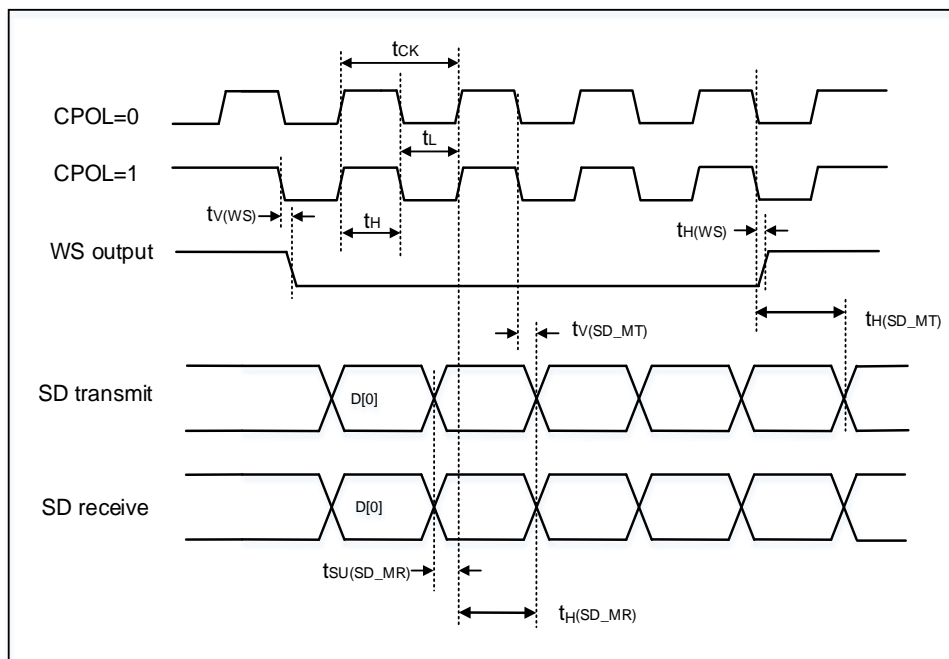 tCK
CPOL=0
tL
CPOL=1
tV(WS)
tH
tH(WS)
WS output
tH(SD_MT)
tV(SD_MT)
SD transmit
D[0]
SD receive
D[0]
tSU(SD_MR)
tH(SD_MR)